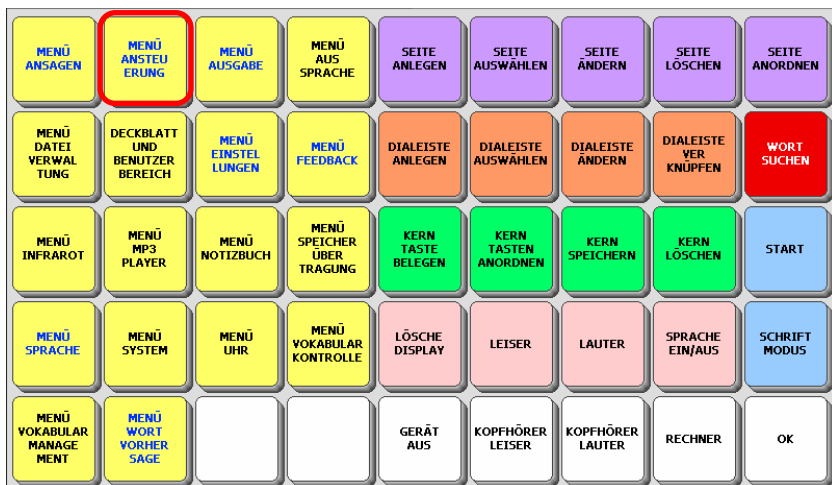 MENÜ
ANSAGEN
MENÜ
ANSTEU
ERUNG
MENÜ
AUSGABE
MENÜ
AUS
SPRACHE
SEITE
ANLEGEN
SEITE
AUSWÄHLEN
SEITE
ÄNDERN
SEITE
LÖSCHEN
SEITE
ANORDNEN
MENÜ
DATEI
VERWAL
TUNG
DECKBLATT
UND
BENUTZER
BEREICH
MENÜ
EINSTEL
LUNGEN
MENÜ
FEEDBACK
DIALEISTE
ANLEGEN
DIALEISTE
AUSWÄHLEN
DIALEISTE
ÄNDERN
DIALEISTE
VER
KNÜPFEN
WORT
SUCHEN
MENÜ
INFRAROT
MENÜ
MP3
PLAYER
MENÜ
NOTIZBUCH
MENÜ
SPEICHER
ÜBER
TRAGUNG
KERN
TASTE
BELEGEN
KERN
TASTEN
ANORDNEN
KERN
SPEICHERN
KERN
LÖSCHEN
START
MENÜ
SPRACHE
MENÜ
SYSTEM
MENÜ
UHR
MENÜ
VOKABULAR
KONTROLLE
LÖSCHE
DISPLAY
LEISER
LAUTER
SPRACHE
EIN/AUS
SCHRIFT
MODUS
MENÜ
VOKABULAR
MANAGE
MENT
MENÜ
WORT
VORHER
SAGE
GERÄT
AUS
KOPFHÖRER
LEISER
KOPFHÖRER
LAUTER
RECHNER
OK